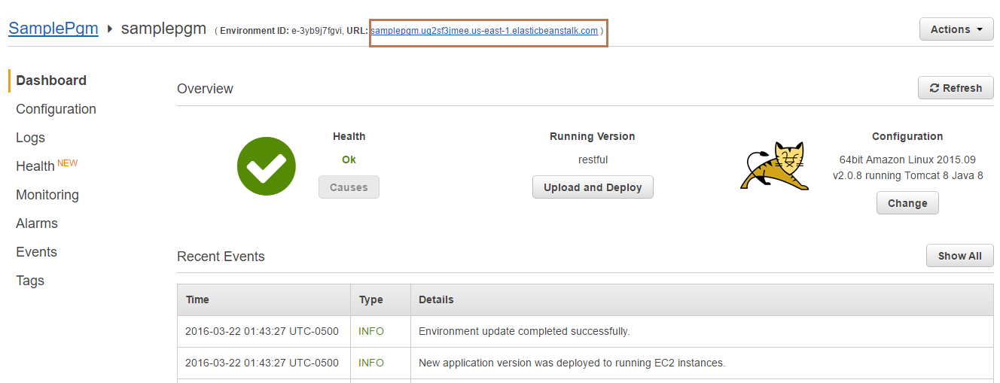 SamplePgm ▸ samplepgm ( Environment ID: e-3yb9j7fgvi, URL: samplepgm.ug2sf3jmee.us-east-1.elasticbeanstalk.com )
Actions
Dashboard
Configuration
Logs
Health NEW
Monitoring
Alarms
Events
Tags
Overview
Refresh
Health
Ok
Causes
Running Version
restful
Upload and Deploy
Configuration
64bit Amazon Linux 2015.09
v2.0.8 running Tomcat 8 Java 8
Change
Recent Events
Show All
Time Type Details
2016-03-22 01:43:27 UTC-0500 INFO Environment update completed successfully.
2016-03-22 01:43:27 UTC-0500 INFO New application version was deployed to running EC2 instances.